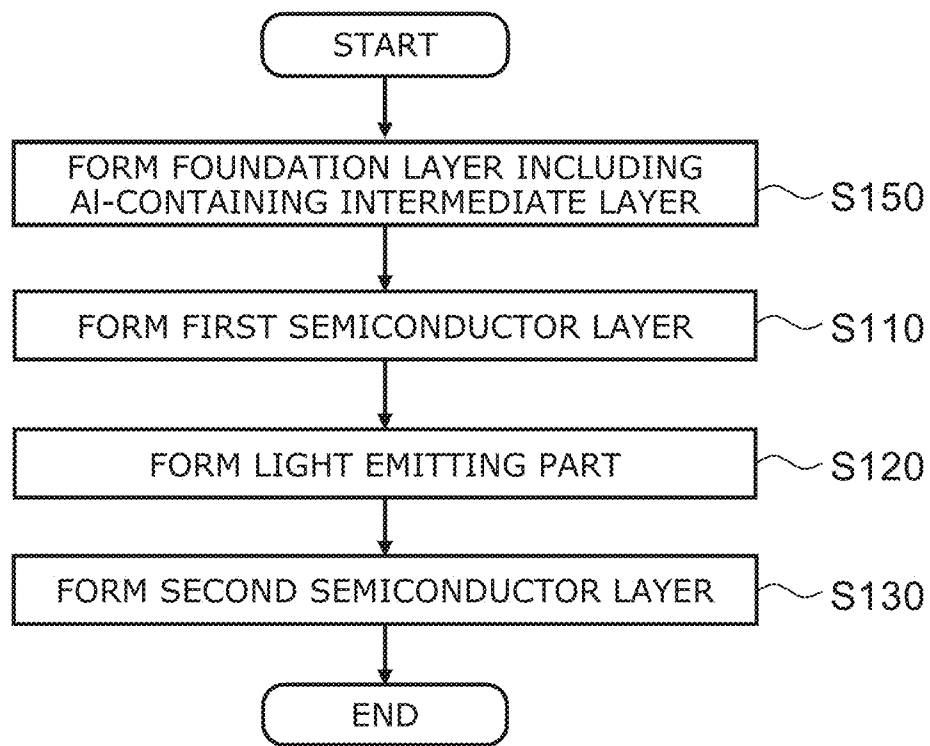 START
FORM FOUNDATION LAYER INCLUDING
Al-CONTAINING INTERMEDIATE LAYER
S150
FORM FIRST SEMICONDUCTOR LAYER
S110
FORM LIGHT EMITTING PART
S120
FORM SECOND SEMICONDUCTOR LAYER
S130
END